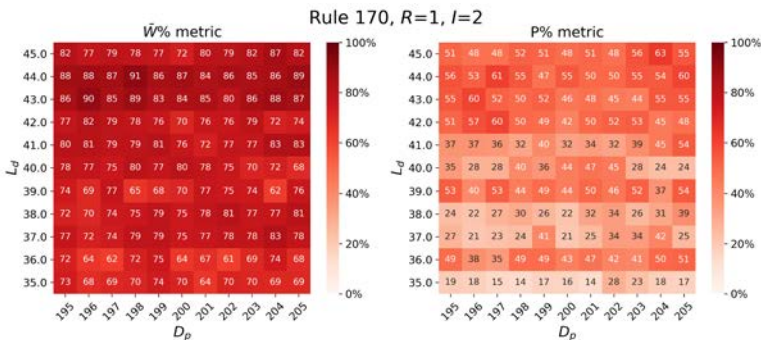 Rule 170, R=1, I=2
W̄% metric
P% metric
45.0 82 77 79 78 77 72 80 79 82 87 82
44.0 88 88 87 91 86 87 84 86 85 86 89
43.0 86 90 85 89 83 84 85 80 86 88 87
42.0 77 82 79 78 76 70 76 76 79 72 74
41.0 80 81 79 79 81 76 72 77 77 83 83
40.0 78 77 75 80 77 80 78 75 70 72 68
39.0 74 69 77 65 68 70 77 75 74 62 76
38.0 72 70 74 75 79 75 78 81 77 77 81
37.0 77 72 74 79 79 75 77 78 78 83 78
36.0 72 64 62 72 75 64 67 61 69 74 68
35.0 73 68 69 70 74 70 64 70 70 69 69
L_d
195 196 197 198 199 200 201 202 203 204 205
D_p
100%
80%
60%
40%
20%
0%
45.0 51 48 48 52 51 48 51 48 56 63 55
44.0 56 53 61 55 47 55 50 50 55 54 60
43.0 55 60 52 50 52 46 48 45 44 55 55
42.0 51 57 60 50 49 42 50 52 53 45 48
41.0 37 37 36 32 40 32 34 32 39 45 54
40.0 35 28 28 40 36 44 47 45 28 24 24
39.0 53 40 53 44 49 44 50 46 52 37 54
38.0 24 22 27 30 26 22 32 34 26 31 39
37.0 27 21 23 24 41 21 25 34 34 42 25
36.0 49 38 35 49 49 43 47 42 41 50 51
35.0 19 18 15 14 17 16 14 28 23 18 17
195 196 197 198 199 200 201 202 203 204 205
D_p
100%
80%
60%
40%
20%
0%